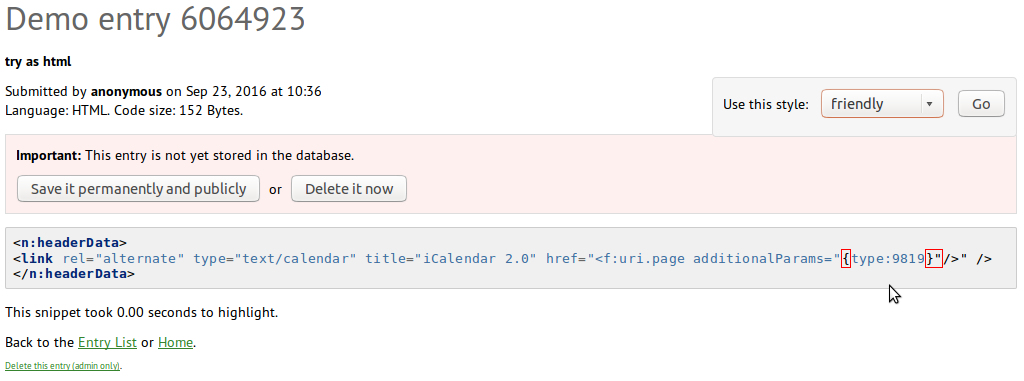 Demo entry 6064923
try as html
Submitted by anonymous on Sep 23, 2016 at 10:36
Language: HTML. Code size: 152 Bytes.
Use this style: friendly Go
Important: This entry is not yet stored in the database.
Save it permanently and publicly or Delete it now
<n:headerData>
<link rel="alternate" type="text/calendar" title="iCalendar 2.0" href="<f:uri.page additionalParams="{type:9819}"/>" />
</n:headerData>
This snippet took 0.00 seconds to highlight.
Back to the Entry List or Home.
Delete this entry (admin only).